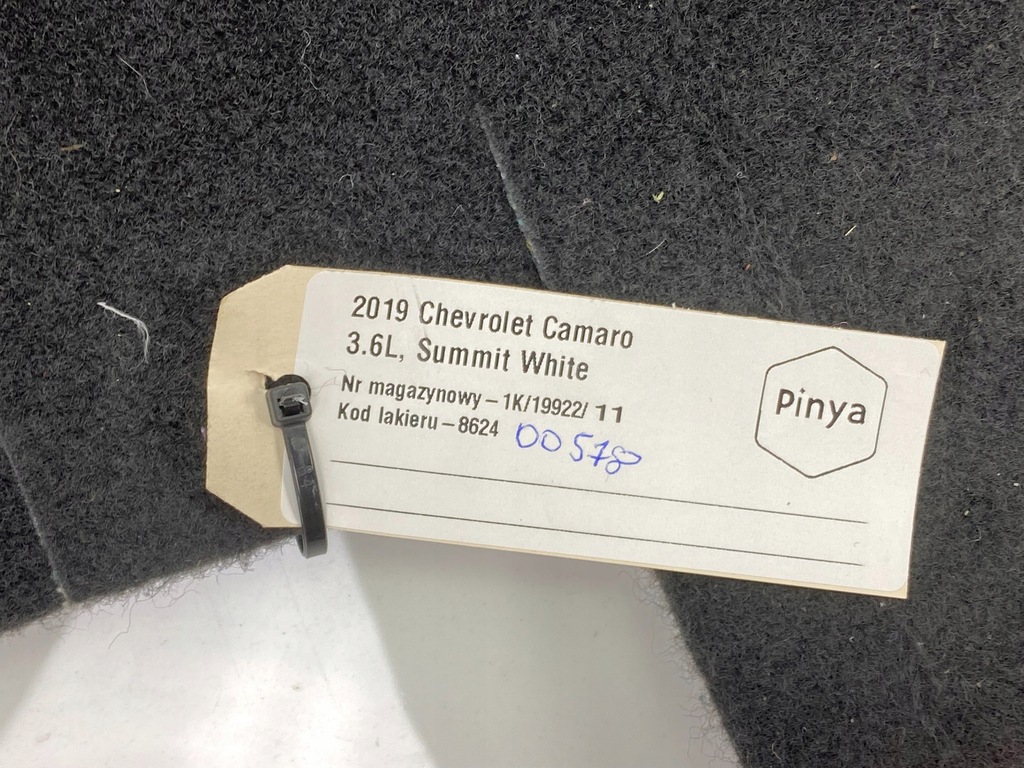 2019 Chevrolet Camaro
3.6L, Summit White
Nr magazynowy – 1K/19922/ 11
Kod lakieru – 8624
00578
Pinya